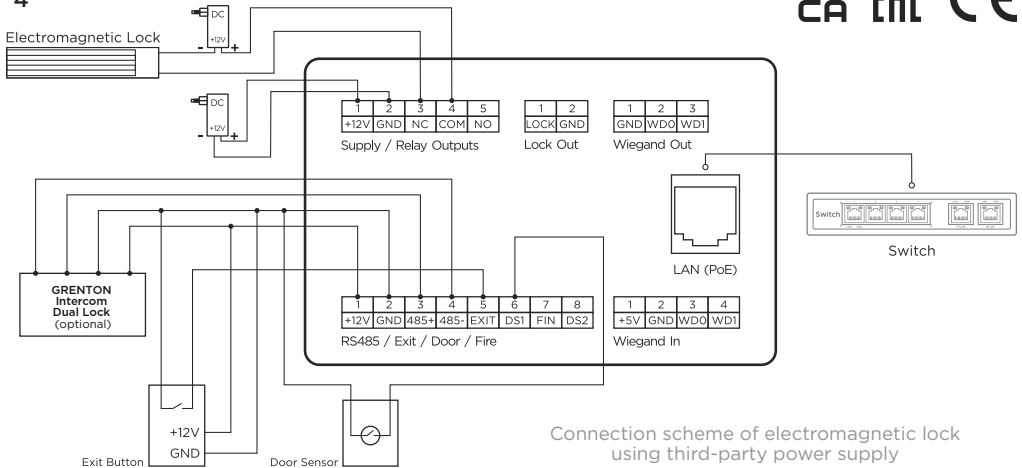 4
CA EAC CE
DC
+12V
- +
Electromagnetic Lock
DC
+12V
- +
1 2 3 4 5
+12V GND NC COM NO
Supply / Relay Outputs
1 2
LOCK GND
Lock Out
1 2 3
GND WD0 WD1
Wiegand Out
Switch
Switch
LAN (PoE)
GRENTON
Intercom
Dual Lock
(optional)
1 2 3 4 5 6 7 8
+12V GND 485+ 485- EXIT DS1 FIN DS2
RS485 / Exit / Door / Fire
1 2 3 4
+5V GND WD0 WD1
Wiegand In
+12V
GND
Exit Button
Door Sensor
Connection scheme of electromagnetic lock
using third-party power supply